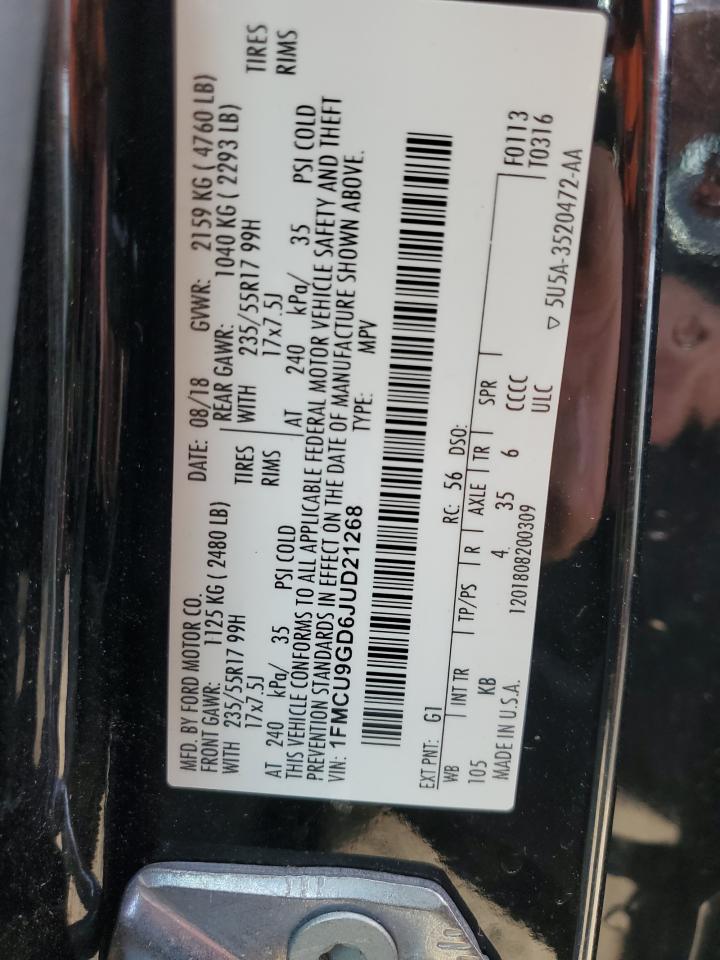 MFD. BY FORD MOTOR CO.
DATE: 08/18 GVWR: 2159 KG ( 4760 LB)
FRONT GAWR: 1125 KG ( 2480 LB) REAR GAWR: 1040 KG ( 2293 LB)
WITH 235/55R17 99H TIRES WITH 235/55R17 99H TIRES
17x7.5J RIMS 17x7.5J RIMS
AT 240 kPa/ 35 PSI COLD AT 240 kPa/ 35 PSI COLD
THIS VEHICLE CONFORMS TO ALL APPLICABLE FEDERAL MOTOR VEHICLE SAFETY AND THEFT
PREVENTION STANDARDS IN EFFECT ON THE DATE OF MANUFACTURE SHOWN ABOVE.
VIN: 1FMCU9GD6JUD21268 TYPE: MPV
EXT PNT: G1 RC: 56 DSO:
WB INT TR TP/PS R AXLE TR SPR F0113
105 KB 4 35 6 CCCC T0316
MADE IN U.S.A. 1201808200309 ULC
▽ 5U5A-3520472-AA